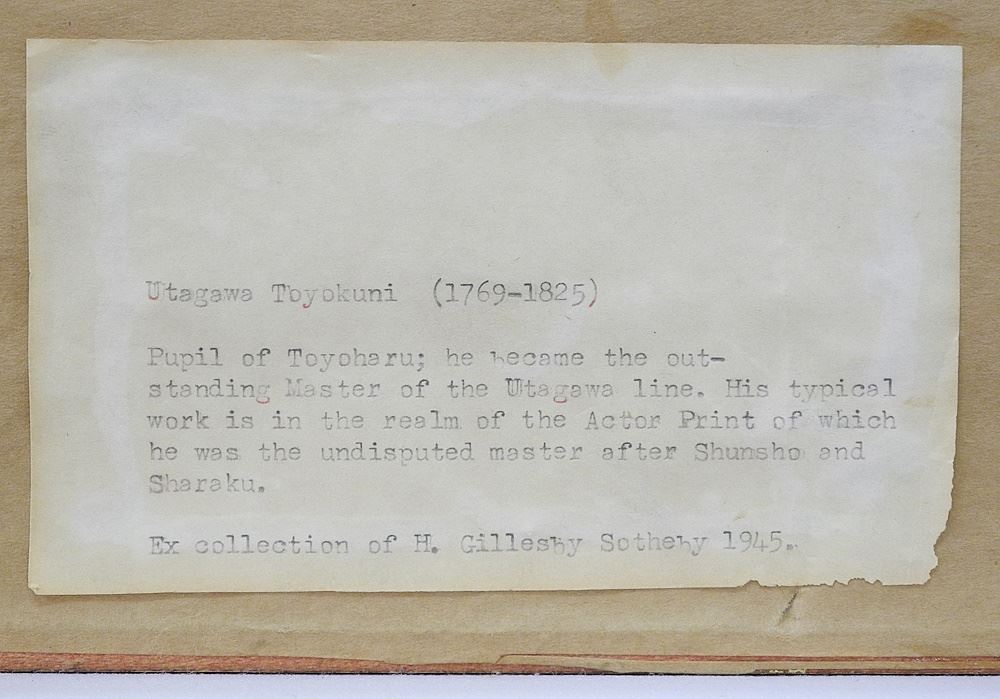 Utagawa Toyokuni (1769-1825)
Pupil of Toyoharu; he became the out-
standing Master of the Utagawa line. His typical
work is in the realm of the Actor Print of which
he was the undisputed master after Shunsho and
Sharaku.
Ex collection of H. Gillesby Sotheby 1945.